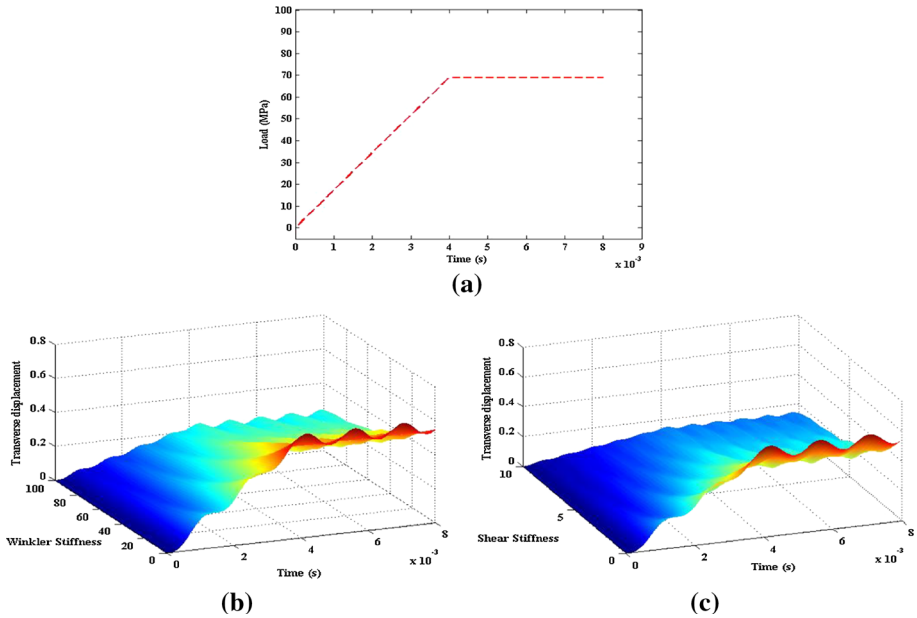 100
90
80
70
60
50
40
30
20
10
0
Load (MPa)
0 1 2 3 4 5 6 7 8 9
Time (s)
x 10⁻³
(a)
0.8
0.6
0.4
0.2
0
Transverse displacement
100
80
60
40
20
0
Winkler Stiffness
0 2 4 6 8
x 10⁻³
Time (s)
(b)
0.8
0.6
0.4
0.2
0
Transverse displacement
10
5
0
Shear Stiffness
0 2 4 6 8
x 10⁻³
Time (s)
(c)